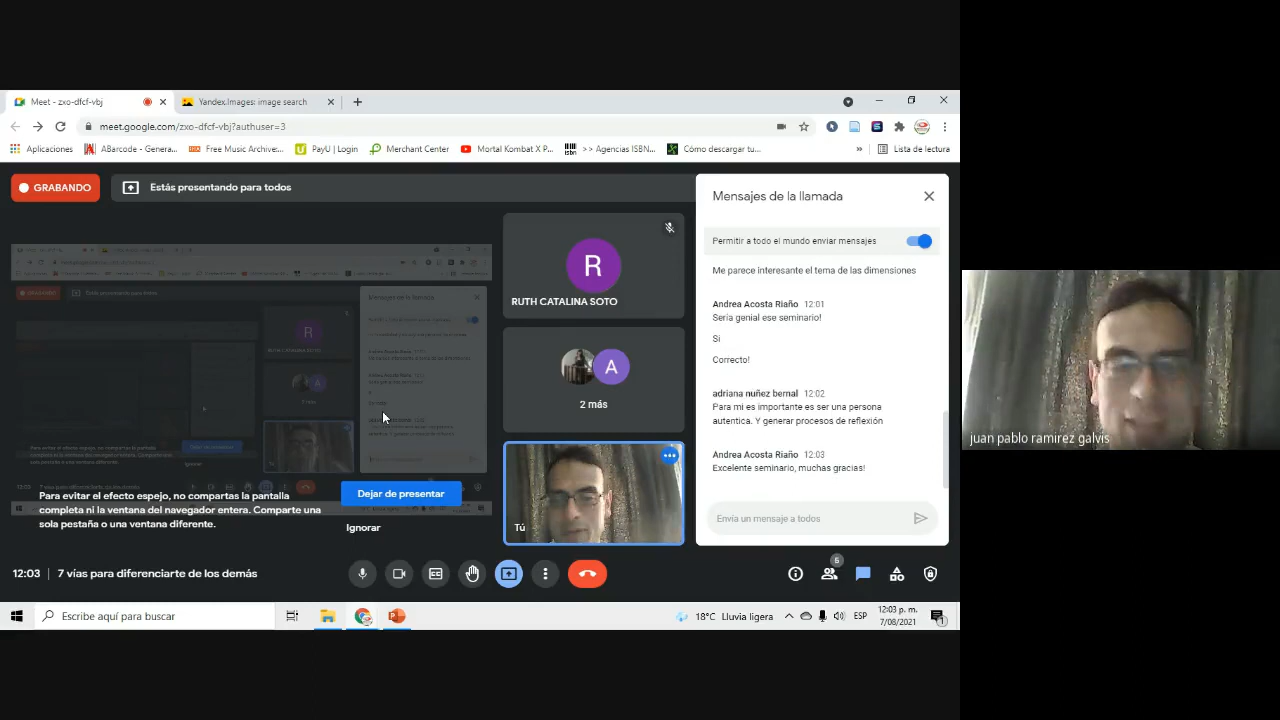 Meet - zxo-dfcf-vbj
Yandex.Images: image search
meet.google.com/zxo-dfcf-vbj?authuser=3
Aplicaciones
ABarcode - Genera...
Free Music Archive...
PayU | Login
Merchant Center
Mortal Kombat X P...
>> Agencias ISBN...
Cómo descargar tu...
»
Lista de lectura
GRABANDO
Estás presentando para todos
Mensajes de la llamada
Permitir a todo el mundo enviar mensajes
Me parece interesante el tema de las dimensiones
Andrea Acosta Riaño 12:01
Sería genial ese seminario!
Si
Correcto!
adriana nuñez bernal 12:02
Para mi es importante es ser una persona
autentica. Y generar procesos de reflexión
Andrea Acosta Riaño 12:03
Excelente seminario, muchas gracias!
Envía un mensaje a todos
R
RUTH CATALINA SOTO
A
2 más
Tú
Para evitar el efecto espejo, no compartas la pantalla
completa ni la ventana del navegador entera. Comparte una
sola pestaña o una ventana diferente.
Dejar de presentar
Ignorar
juan pablo ramirez galvis
12:03 | 7 vías para diferenciarte de los demás
5
Escribe aquí para buscar
18°C Lluvia ligera
ESP
12:03 p. m.
7/08/2021
1